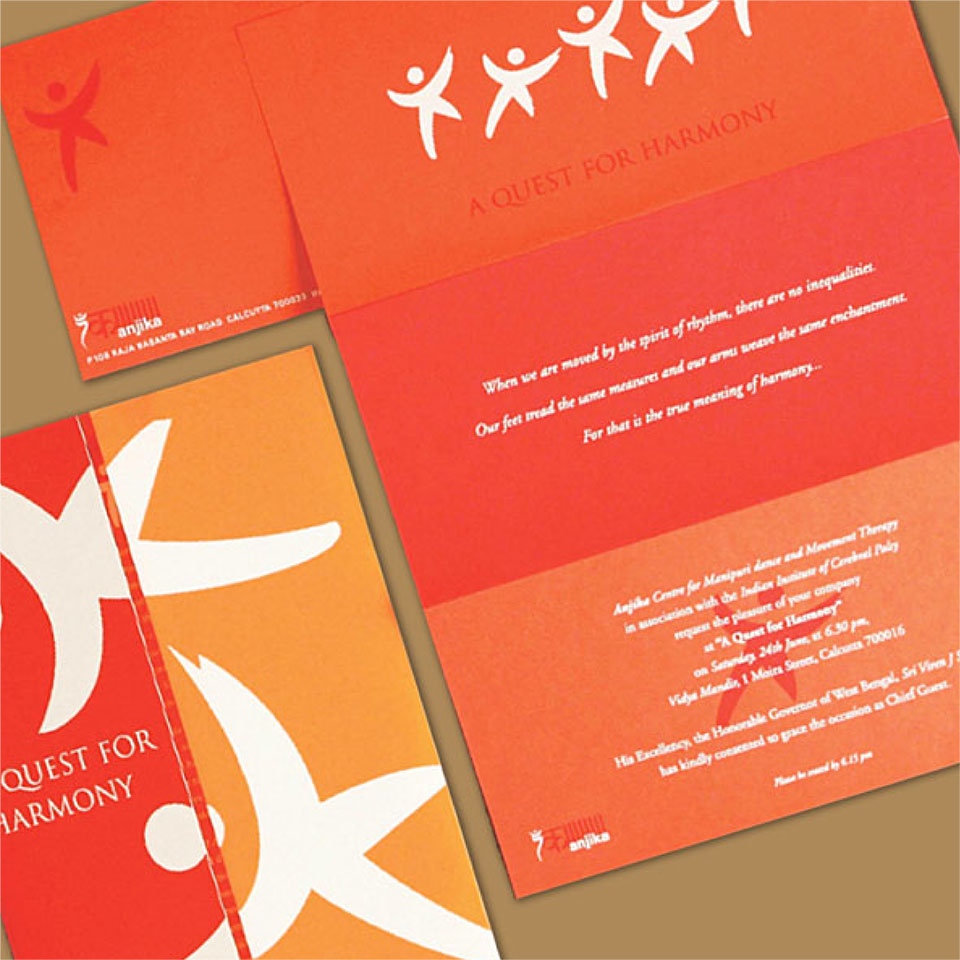 A QUEST FOR HARMONY
anjika
P108 RAJA BASANTA RAY ROAD. CALCUTTA 700033
When we are moved by the spirit of rhythm, there are no inequalities.
Our feet tread the same measures and our arms weave the same enchantment.
For that is the true meaning of harmony...
Anjika Centre for Manipuri dance and Movement Therapy
in association with the Indian Institute of Cerebral Palsy
request the pleasure of your company
at "A Quest for Harmony"
on Saturday, 24th June, at 6.30 pm,
Vidya Mandir, 1 Moira Street, Calcutta 700016
His Excellency, the Honorable Governor of West Bengal, Sri Viren J S
has kindly consented to grace the occasion as Chief Guest.
Please be seated by 6.15 pm
anjika
QUEST FOR
HARMONY